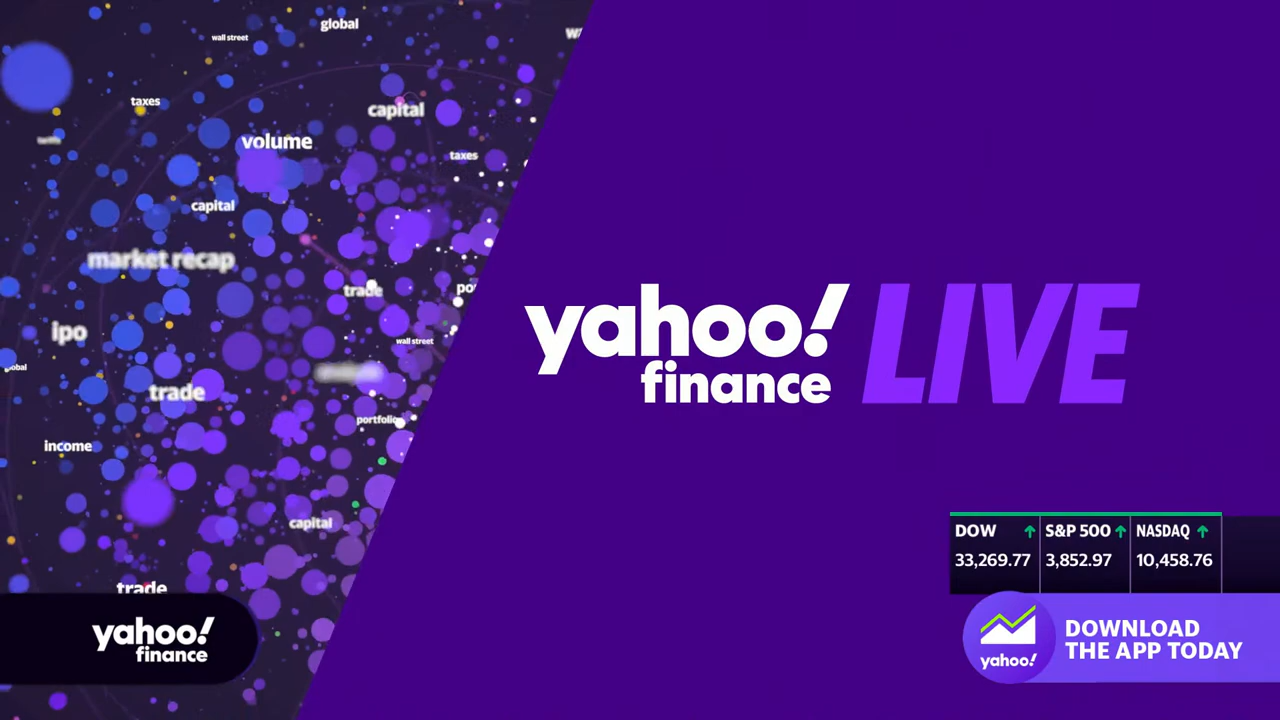 global
wall street
taxes
capital
volume
taxes
capital
market recap
trade
ipo
wall street
trade
portfolio
income
capital
trade
yahoo!
finance
yahoo! LIVE
finance
DOW S&P 500 NASDAQ
33,269.77 3,852.97 10,458.76
yahoo!
DOWNLOAD
THE APP TODAY